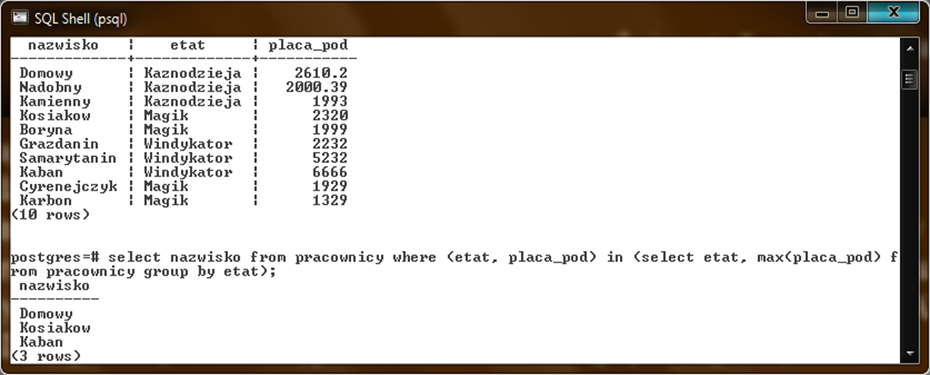 SQL Shell (psql)
nazwisko ¦ etat ¦ placa_pod
-------------+-------------+-----------
Domowy ¦ Kaznodzieja ¦ 2610.2
Nadobny ¦ Kaznodzieja ¦ 2000.39
Kamienny ¦ Kaznodzieja ¦ 1993
Kosiakow ¦ Magik ¦ 2320
Boryna ¦ Magik ¦ 1999
Grazdanin ¦ Windykator ¦ 2232
Samarytanin ¦ Windykator ¦ 5232
Kaban ¦ Windykator ¦ 6666
Cyrenejczyk ¦ Magik ¦ 1929
Karbon ¦ Magik ¦ 1329
(10 rows)
postgres=# select nazwisko from pracownicy where (etat, placa_pod) in (select etat, max(placa_pod) f
rom pracownicy group by etat);
nazwisko
----------
Domowy
Kosiakow
Kaban
(3 rows)